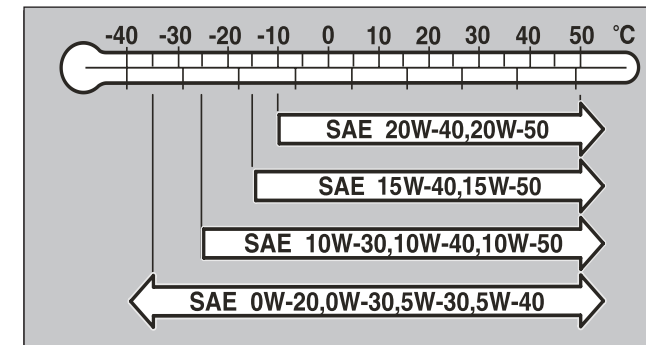 -40 -30 -20 -10 0 10 20 30 40 50 °C
SAE 20W-40,20W-50
SAE 15W-40,15W-50
SAE 10W-30,10W-40,10W-50
SAE 0W-20,0W-30,5W-30,5W-40